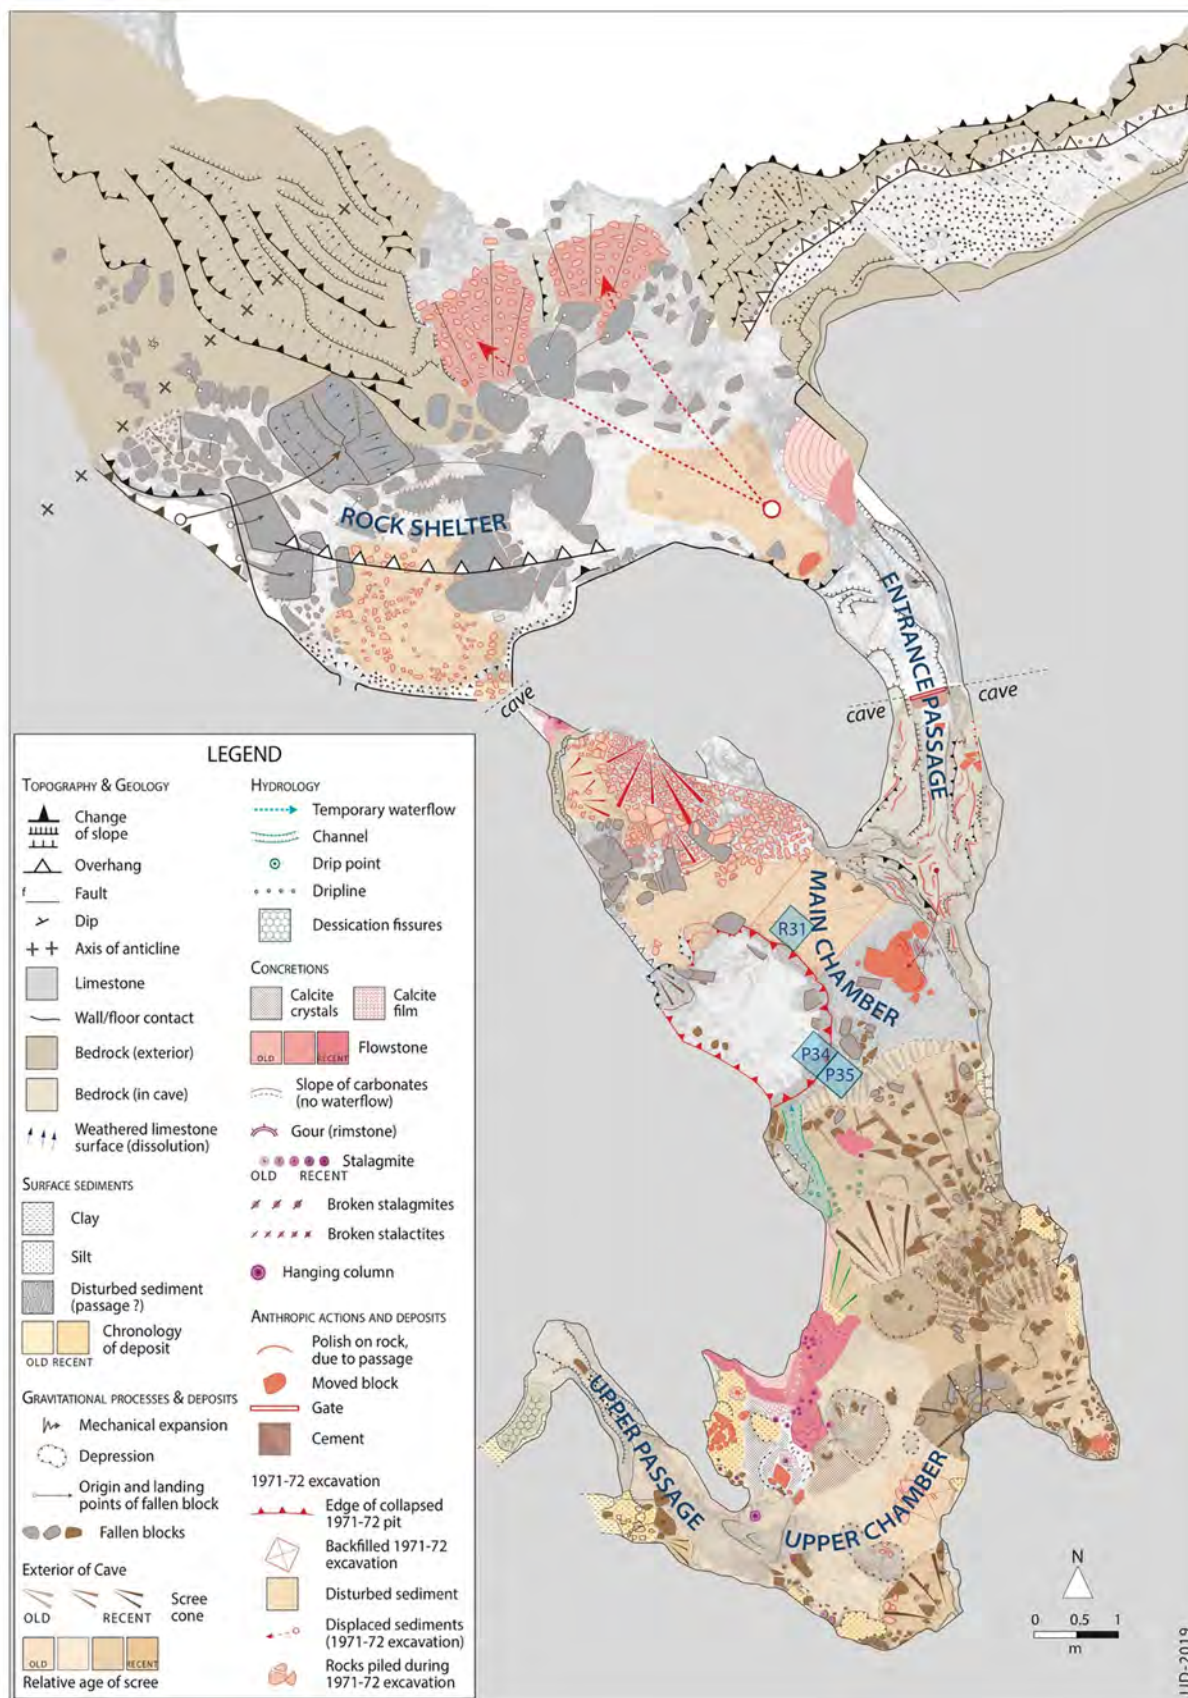 ROCK SHELTER
ENTRANCE PASSAGE
cave
cave
cave
MAIN CHAMBER
R31
P34
P35
UPPER PASSAGE
UPPER CHAMBER
N
0 0.5 1
m
LEGEND
TOPOGRAPHY & GEOLOGY
Change
of slope
Overhang
f
Fault
Dip
Axis of anticline
Limestone
Wall/floor contact
Bedrock (exterior)
Bedrock (in cave)
Weathered limestone
surface (dissolution)
SURFACE SEDIMENTS
Clay
Silt
Disturbed sediment
(passage ?)
Chronology
of deposit
OLD RECENT
GRAVITATIONAL PROCESSES & DEPOSITS
Mechanical expansion
Depression
Origin and landing
points of fallen block
Fallen blocks
Exterior of Cave
Scree
cone
OLD RECENT
OLD RECENT
Relative age of scree
HYDROLOGY
Temporary waterflow
Channel
Drip point
Dripline
Dessication fissures
CONCRETIONS
Calcite
crystals
Calcite
film
Flowstone
OLD RECENT
Slope of carbonates
(no waterflow)
Gour (rimstone)
Stalagmite
OLD RECENT
Broken stalagmites
Broken stalactites
Hanging column
ANTHROPIC ACTIONS AND DEPOSITS
Polish on rock,
due to passage
Moved block
Gate
Cement
1971-72 excavation
Edge of collapsed
1971-72 pit
Backfilled 1971-72
excavation
Disturbed sediment
Displaced sediments
(1971-72 excavation)
Rocks piled during
1971-72 excavation